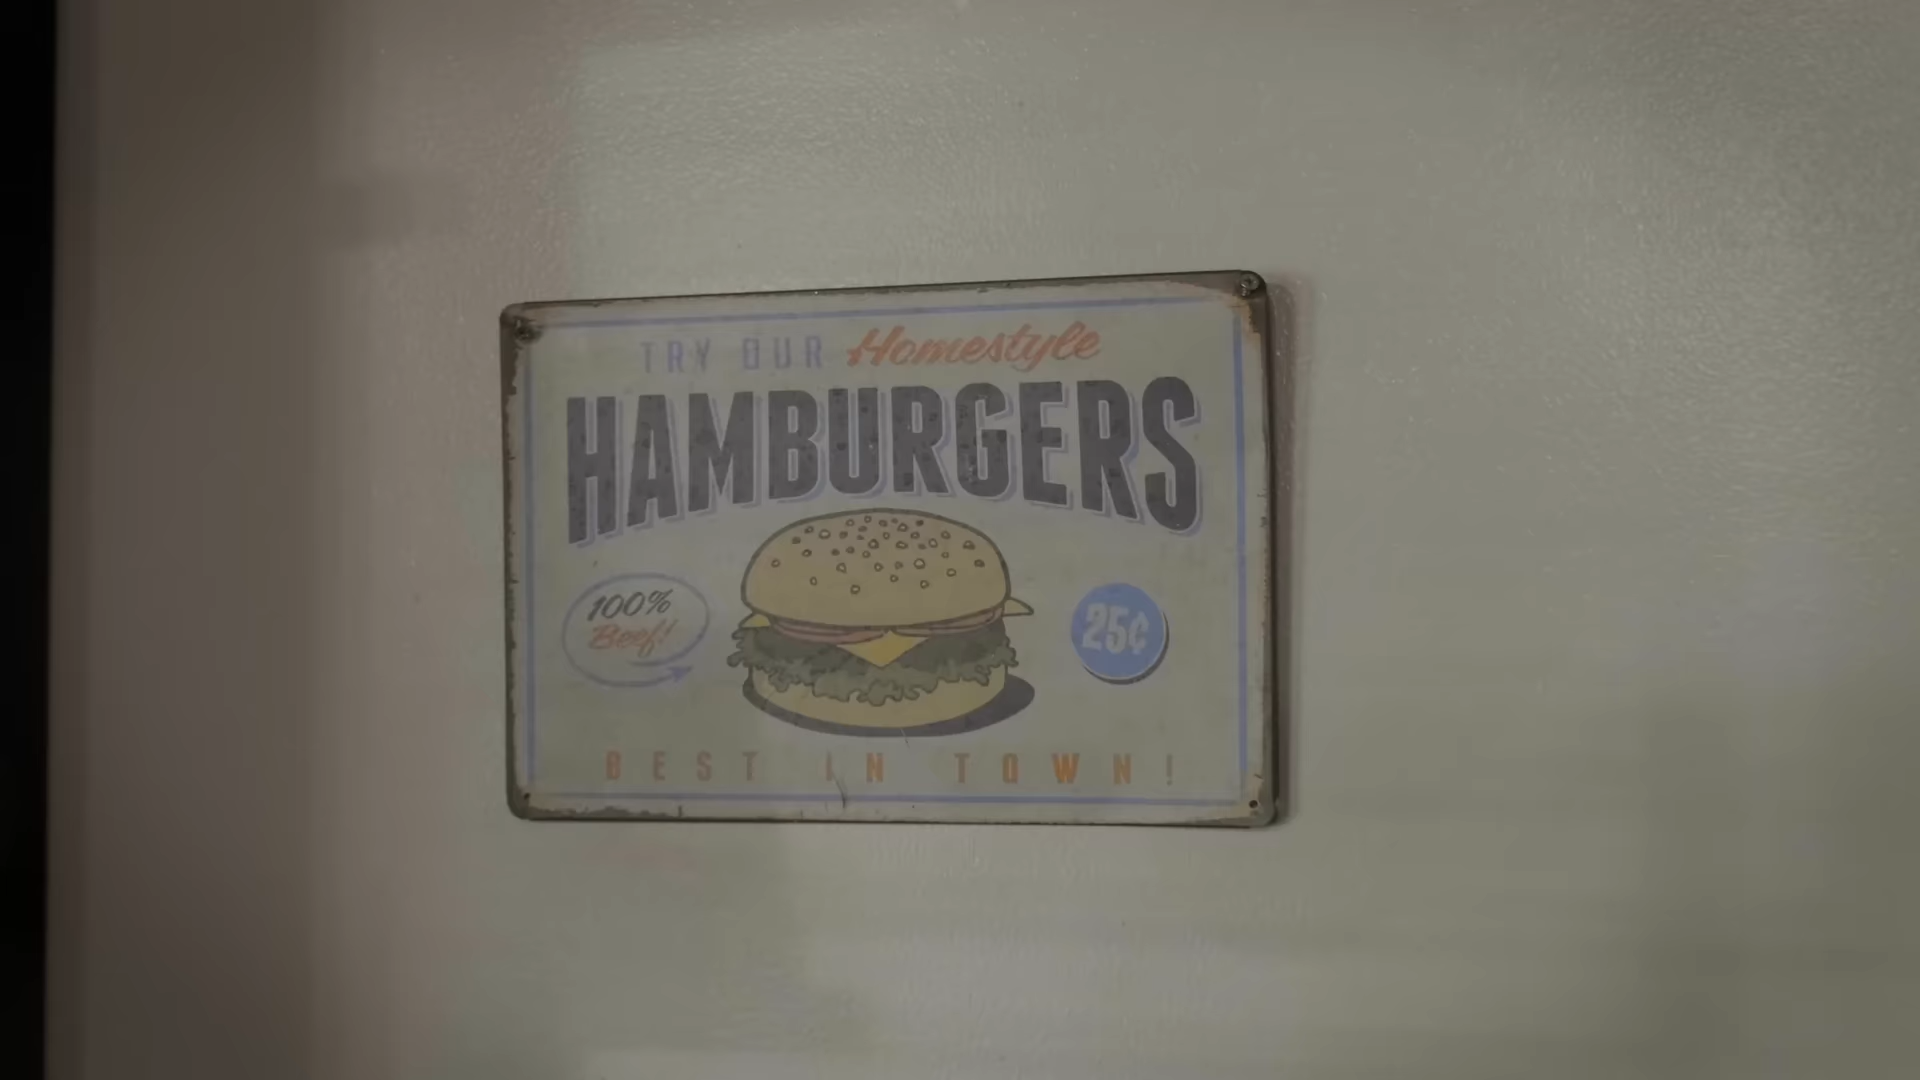 TRY OUR Homestyle
HAMBURGERS
100%
Beef!
25¢
BEST IN TOWN!